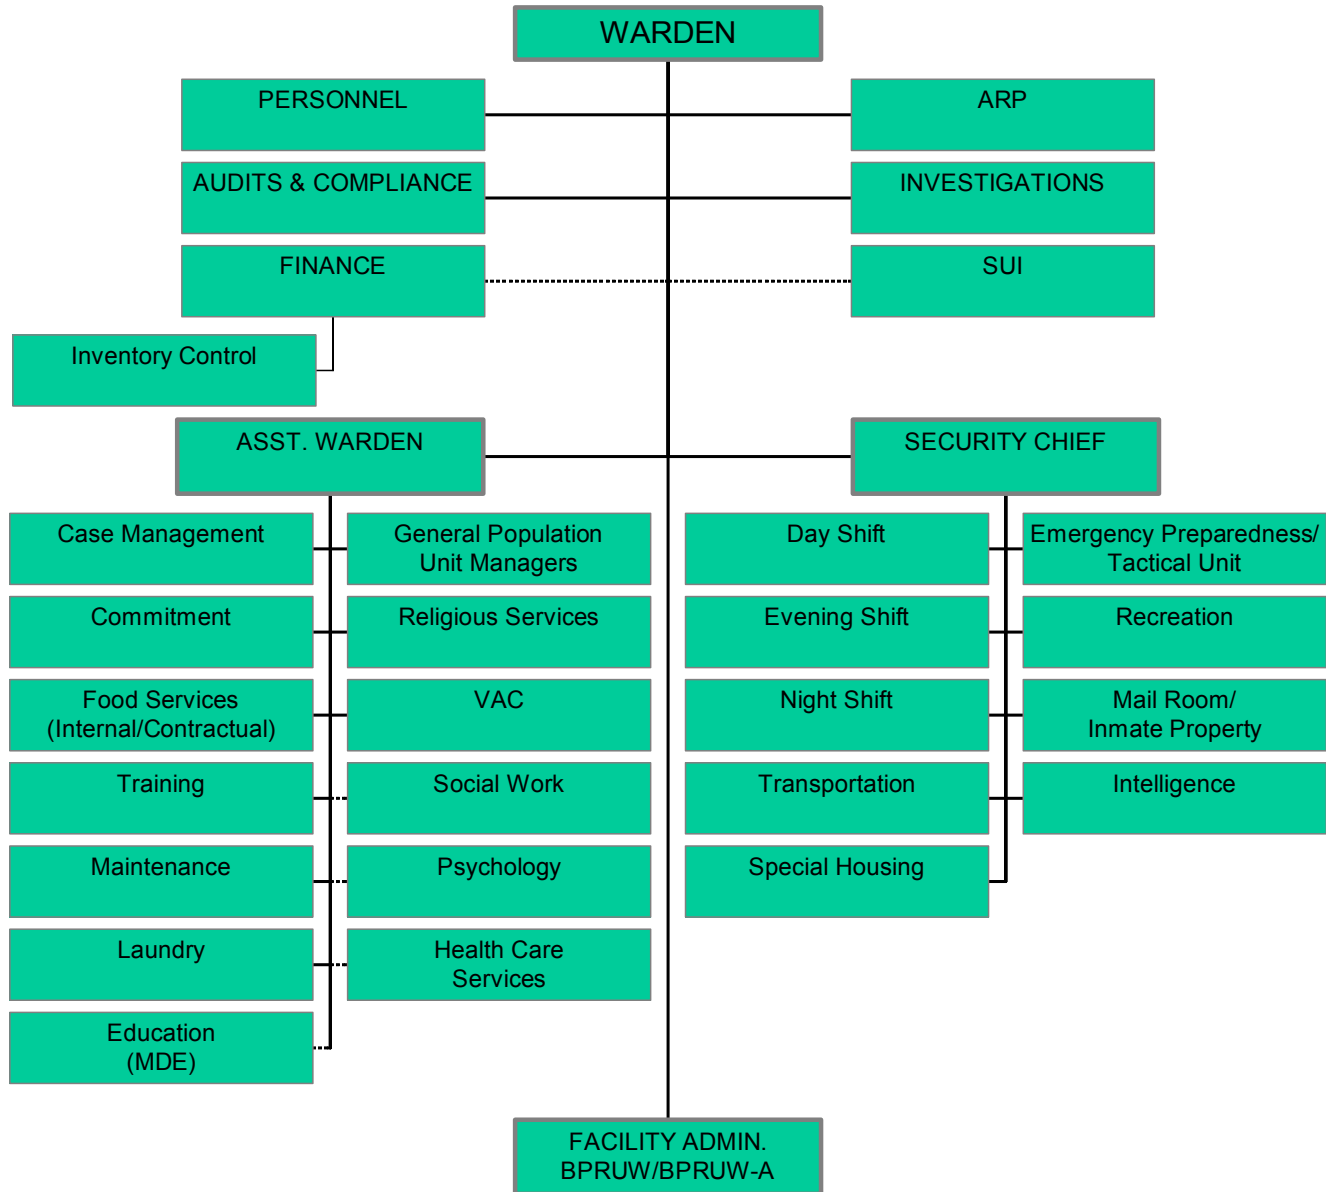 WARDEN
PERSONNEL
ARP
AUDITS & COMPLIANCE
INVESTIGATIONS
FINANCE
SUI
Inventory Control
ASST. WARDEN
SECURITY CHIEF
Case Management
General Population
Unit Managers
Commitment
Religious Services
Food Services
(Internal/Contractual)
VAC
Training
Social Work
Maintenance
Psychology
Laundry
Health Care
Services
Education
(MDE)
Day Shift
Emergency Preparedness/
Tactical Unit
Evening Shift
Recreation
Night Shift
Mail Room/
Inmate Property
Transportation
Intelligence
Special Housing
FACILITY ADMIN.
BPRUW/BPRUW-A